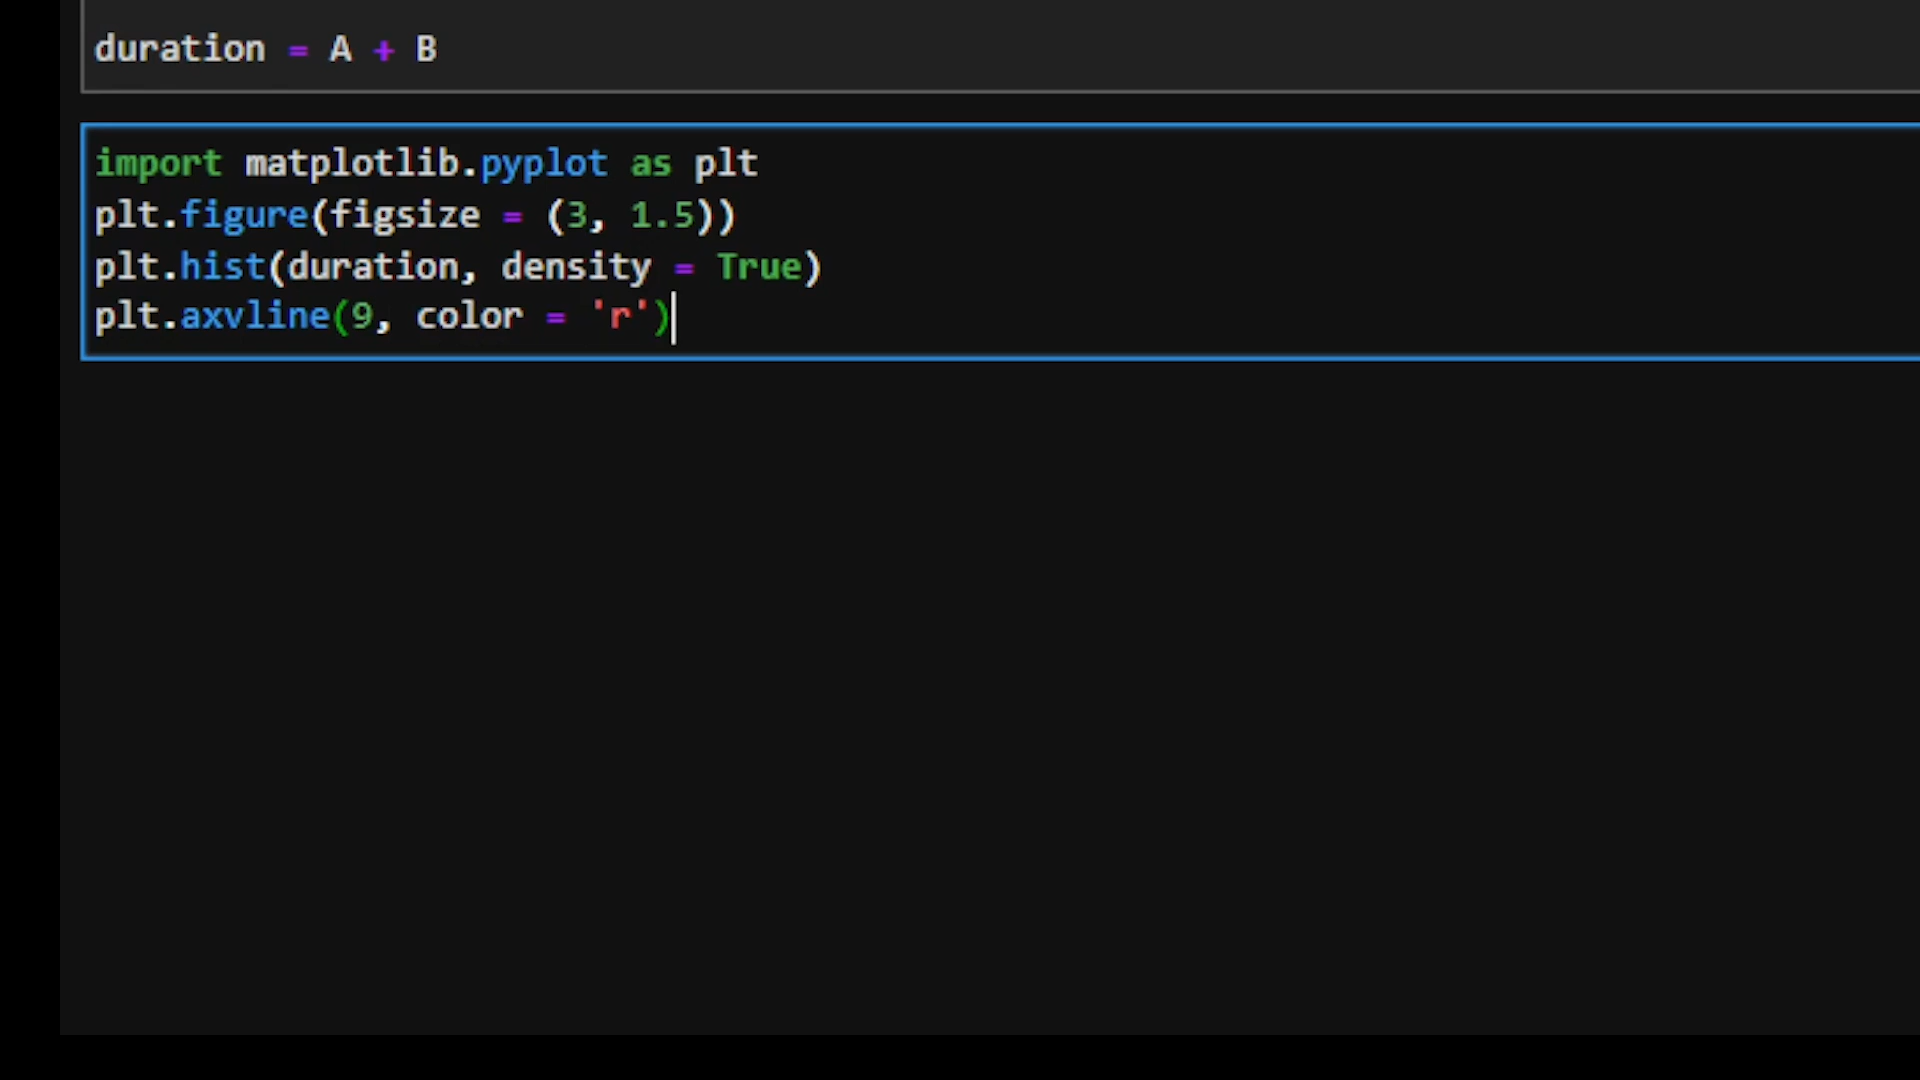 duration = A + B
import matplotlib.pyplot as plt
plt.figure(figsize = (3, 1.5))
plt.hist(duration, density = True)
plt.axvline(9, color = 'r')